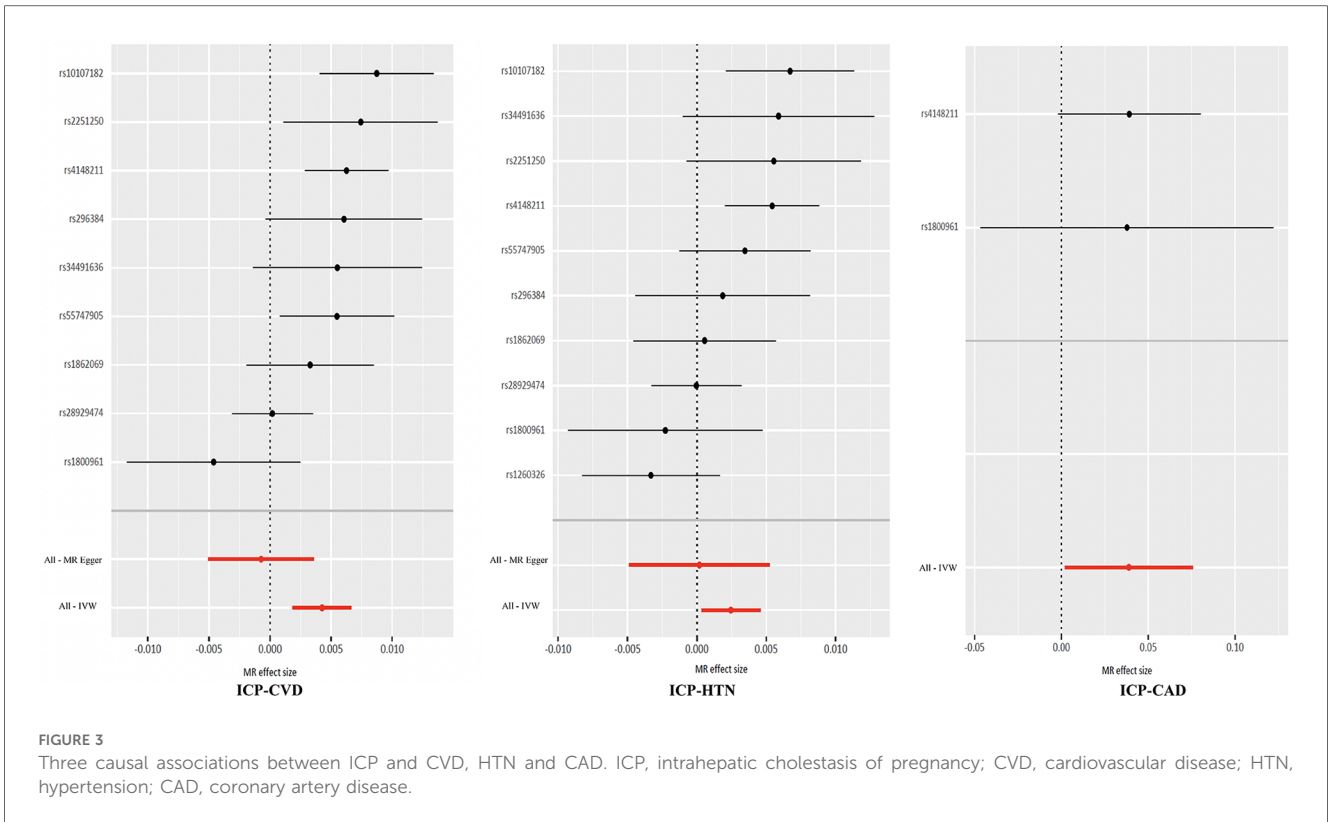 rs10107182
rs2251250
rs4148211
rs296384
rs34491636
rs55747905
rs1862069
rs28929474
rs1800961
All - MR Egger
All - IVW
-0.010 -0.005 0.000 0.005 0.010
MR effect size
ICP-CVD
rs10107182
rs34491636
rs2251250
rs4148211
rs55747905
rs296384
rs1862069
rs28929474
rs1800961
rs1260326
All - MR Egger
All - IVW
-0.010 -0.005 0.000 0.005 0.010
MR effect size
ICP-HTN
rs4148211
rs1800961
All - IVW
-0.05 0.00 0.05 0.10
MR effect size
ICP-CAD
FIGURE 3
Three causal associations between ICP and CVD, HTN and CAD. ICP, intrahepatic cholestasis of pregnancy; CVD, cardiovascular disease; HTN,
hypertension; CAD, coronary artery disease.